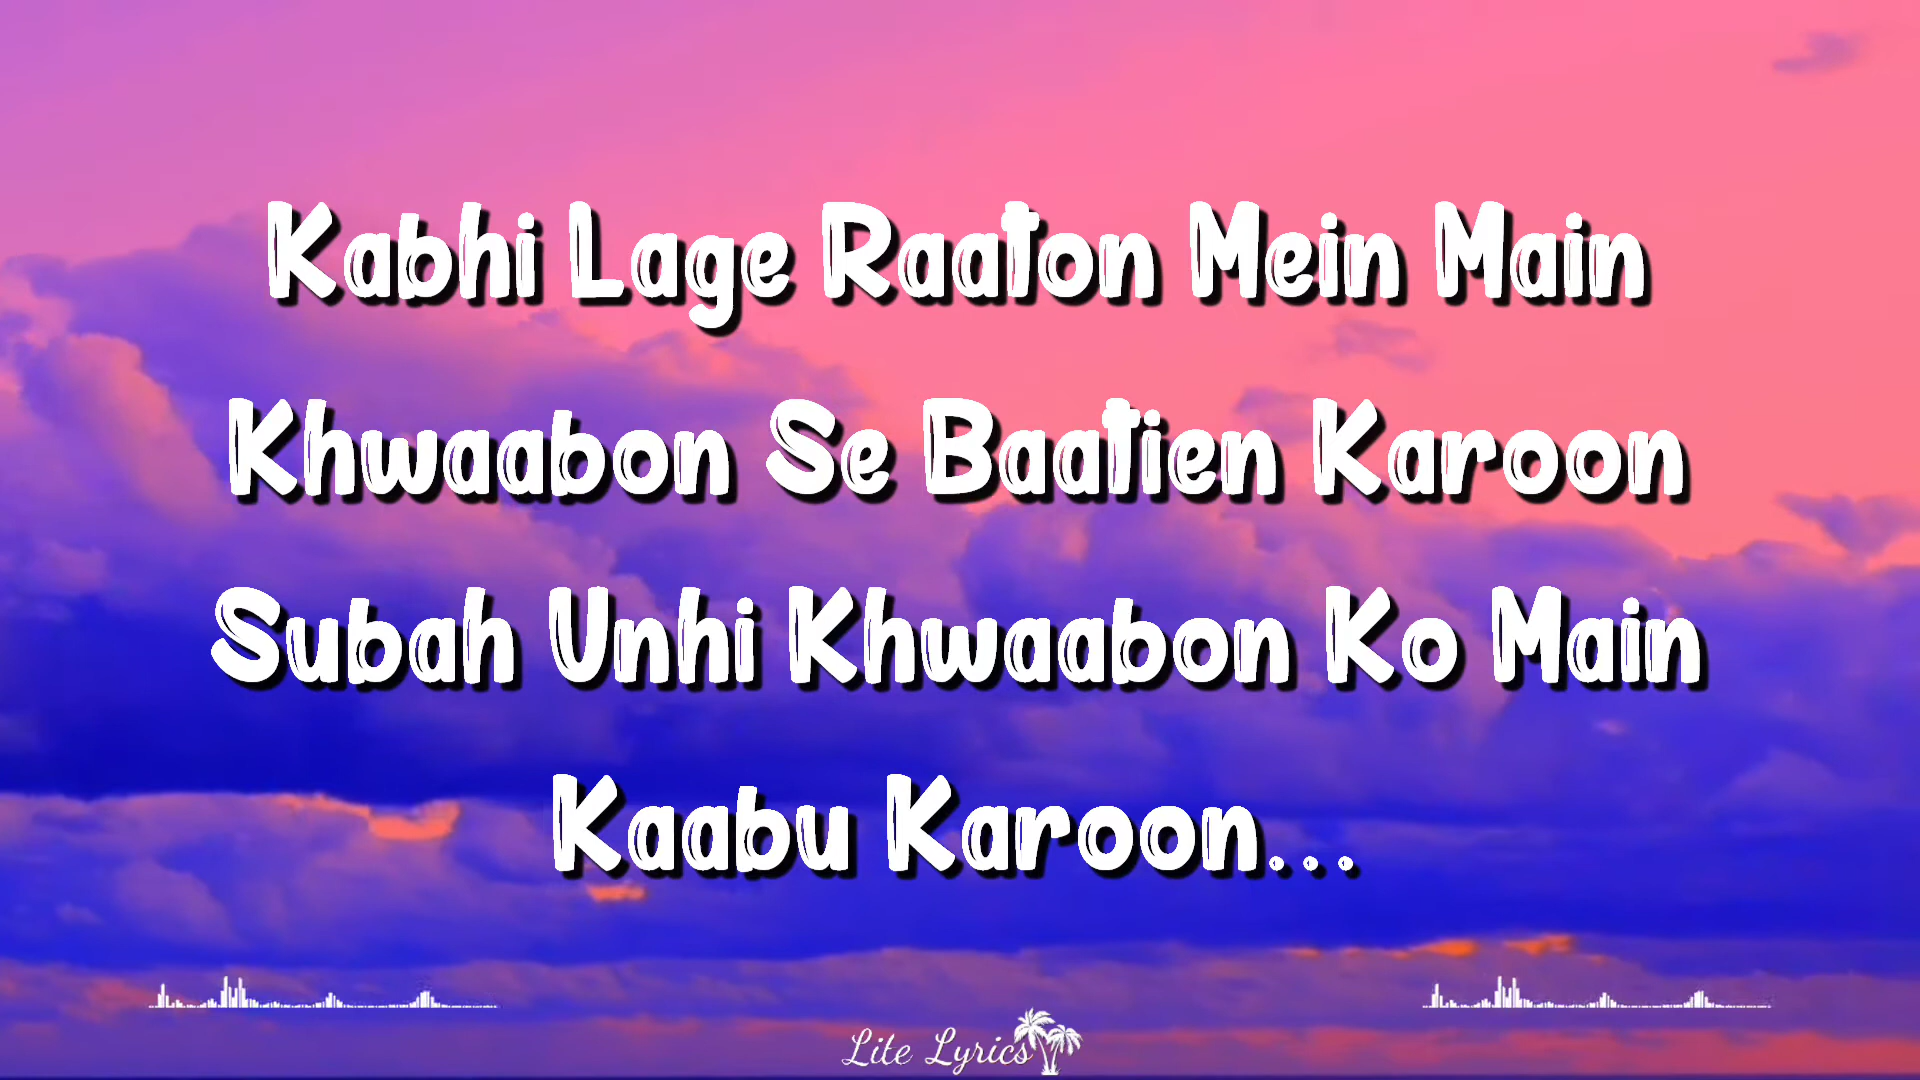 Kabhi Lage Raaton Mein Main
Khwaabon Se Baatien Karoon
Subah Unhi Khwaabon Ko Main
Kaabu Karoon...
Lite Lyrics